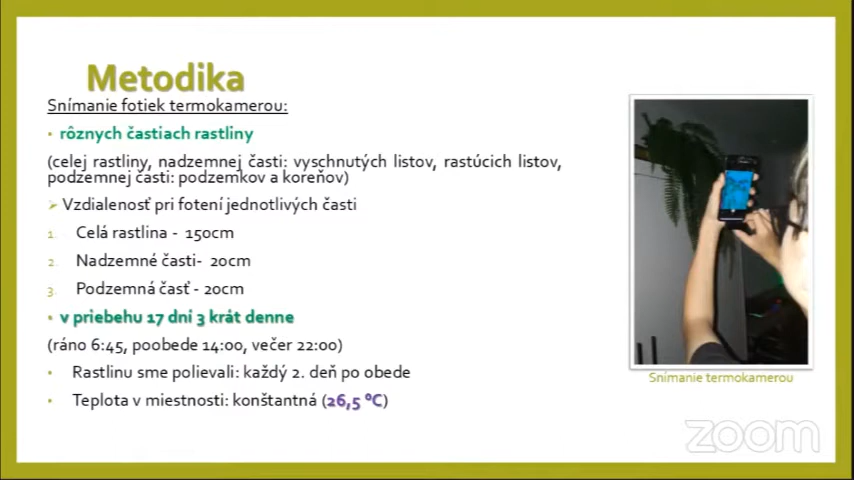 Metodika
Snímanie fotiek termokamerou:
• rôznych častiach rastliny
(celej rastliny, nadzemnej časti: vyschnutých listov, rastúcich listov,
podzemnej časti: podzemkov a koreňov)
➢ Vzdialenosť pri fotení jednotlivých časti
1. Celá rastlina - 150cm
2. Nadzemné časti- 20cm
3. Podzemná časť - 20cm
• v priebehu 17 dní 3 krát denne
(ráno 6:45, poobede 14:00, večer 22:00)
• Rastlinu sme polievali: každý 2. deň po obede
• Teplota v miestnosti: konštantná (26,5 ⁰C)
Snímanie termokamerou
zoom